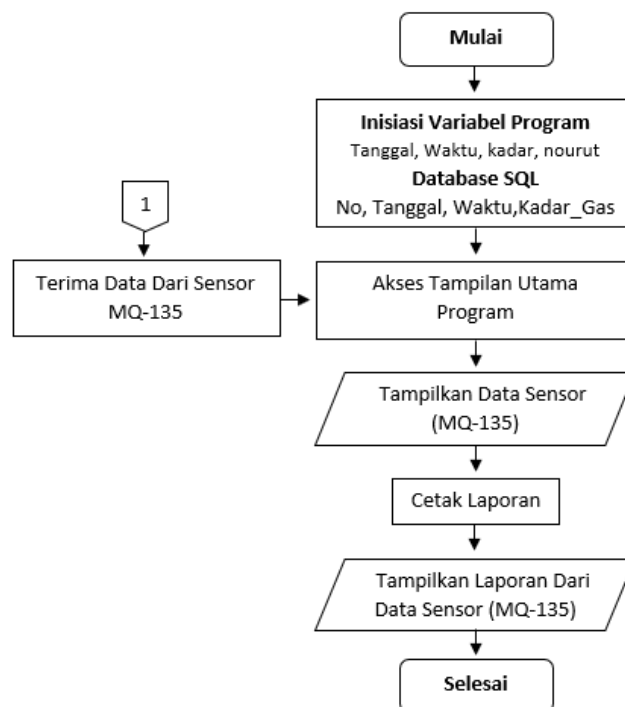 Mulai
Inisiasi Variabel Program
Tanggal, Waktu, kadar, nourut
Database SQL
No, Tanggal, Waktu,Kadar_Gas
1
Terima Data Dari Sensor
MQ-135
Akses Tampilan Utama
Program
Tampilkan Data Sensor
(MQ-135)
Cetak Laporan
Tampilkan Laporan Dari
Data Sensor (MQ-135)
Selesai